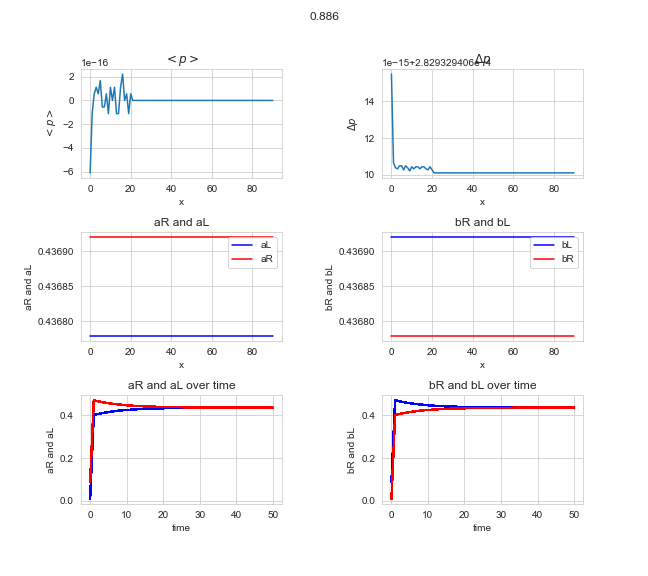 0.886
<p>
Δp
1e−16
1e−15+2.829329406e−4
2
0
−2
−4
−6
<p>
0 20 40 60 80
x
14
12
10
Δp
0 20 40 60 80
x
aR and aL
bR and bL
0.43690
0.43685
0.43680
aR and aL
aL
aR
0 20 40 60 80
x
0.43690
0.43685
0.43680
bR and bL
bL
bR
0 20 40 60 80
x
aR and aL over time
bR and bL over time
0.4
0.2
0.0
aR and aL
0 10 20 30 40 50
time
0.4
0.2
0.0
bR and bL
0 10 20 30 40 50
time